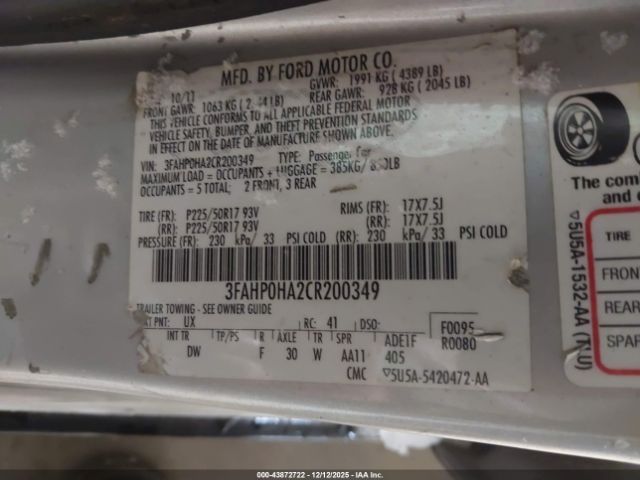 MFD. BY FORD MOTOR CO.
10/11
GVWR: 1991 KG ( 4389 LB)
FRONT GAWR: 1063 KG ( LB) REAR GAWR: 928 KG ( 2045 LB)
THIS VEHICLE CONFORMS TO ALL APPLICABLE FEDERAL MOTOR
VEHICLE SAFETY, BUMPER, AND THEFT PREVENTION STANDARDS
IN EFFECT ON THE DATE OF MANUFACTURE SHOWN ABOVE.
VIN: 3FAHP0HA2CR200349 TYPE: Passenger
MAXIMUM LOAD = OCCUPANTS + LUGGAGE = 385KG/
OCCUPANTS = 5 TOTAL; 2 FRONT, 3 REAR
TIRE (FR): P225/50R17 93V RIMS (FR): 17X7.5J
(RR): P225/50R17 93V (RR): 17X7.5J
PRESSURE (FR): 230 kPa/ 33 PSI COLD (RR): 230 kPa/ 33 PSI COLD
3FAHP0HA2CR200349
TRAILER TOWING - SEE OWNER GUIDE
PNT: UX RC: 41 DSO: F0095
INT TR TP/PS R AXLE TR SPR ADE1F R0080
DW F 30 W AA11 405
CMC ▽5U5A-5420472-AA
▽5U5A-1532-AA
The com
TIRE
FRON
REAR
SPAR
00-43872722 - 12/12/2025 - IAA Inc.